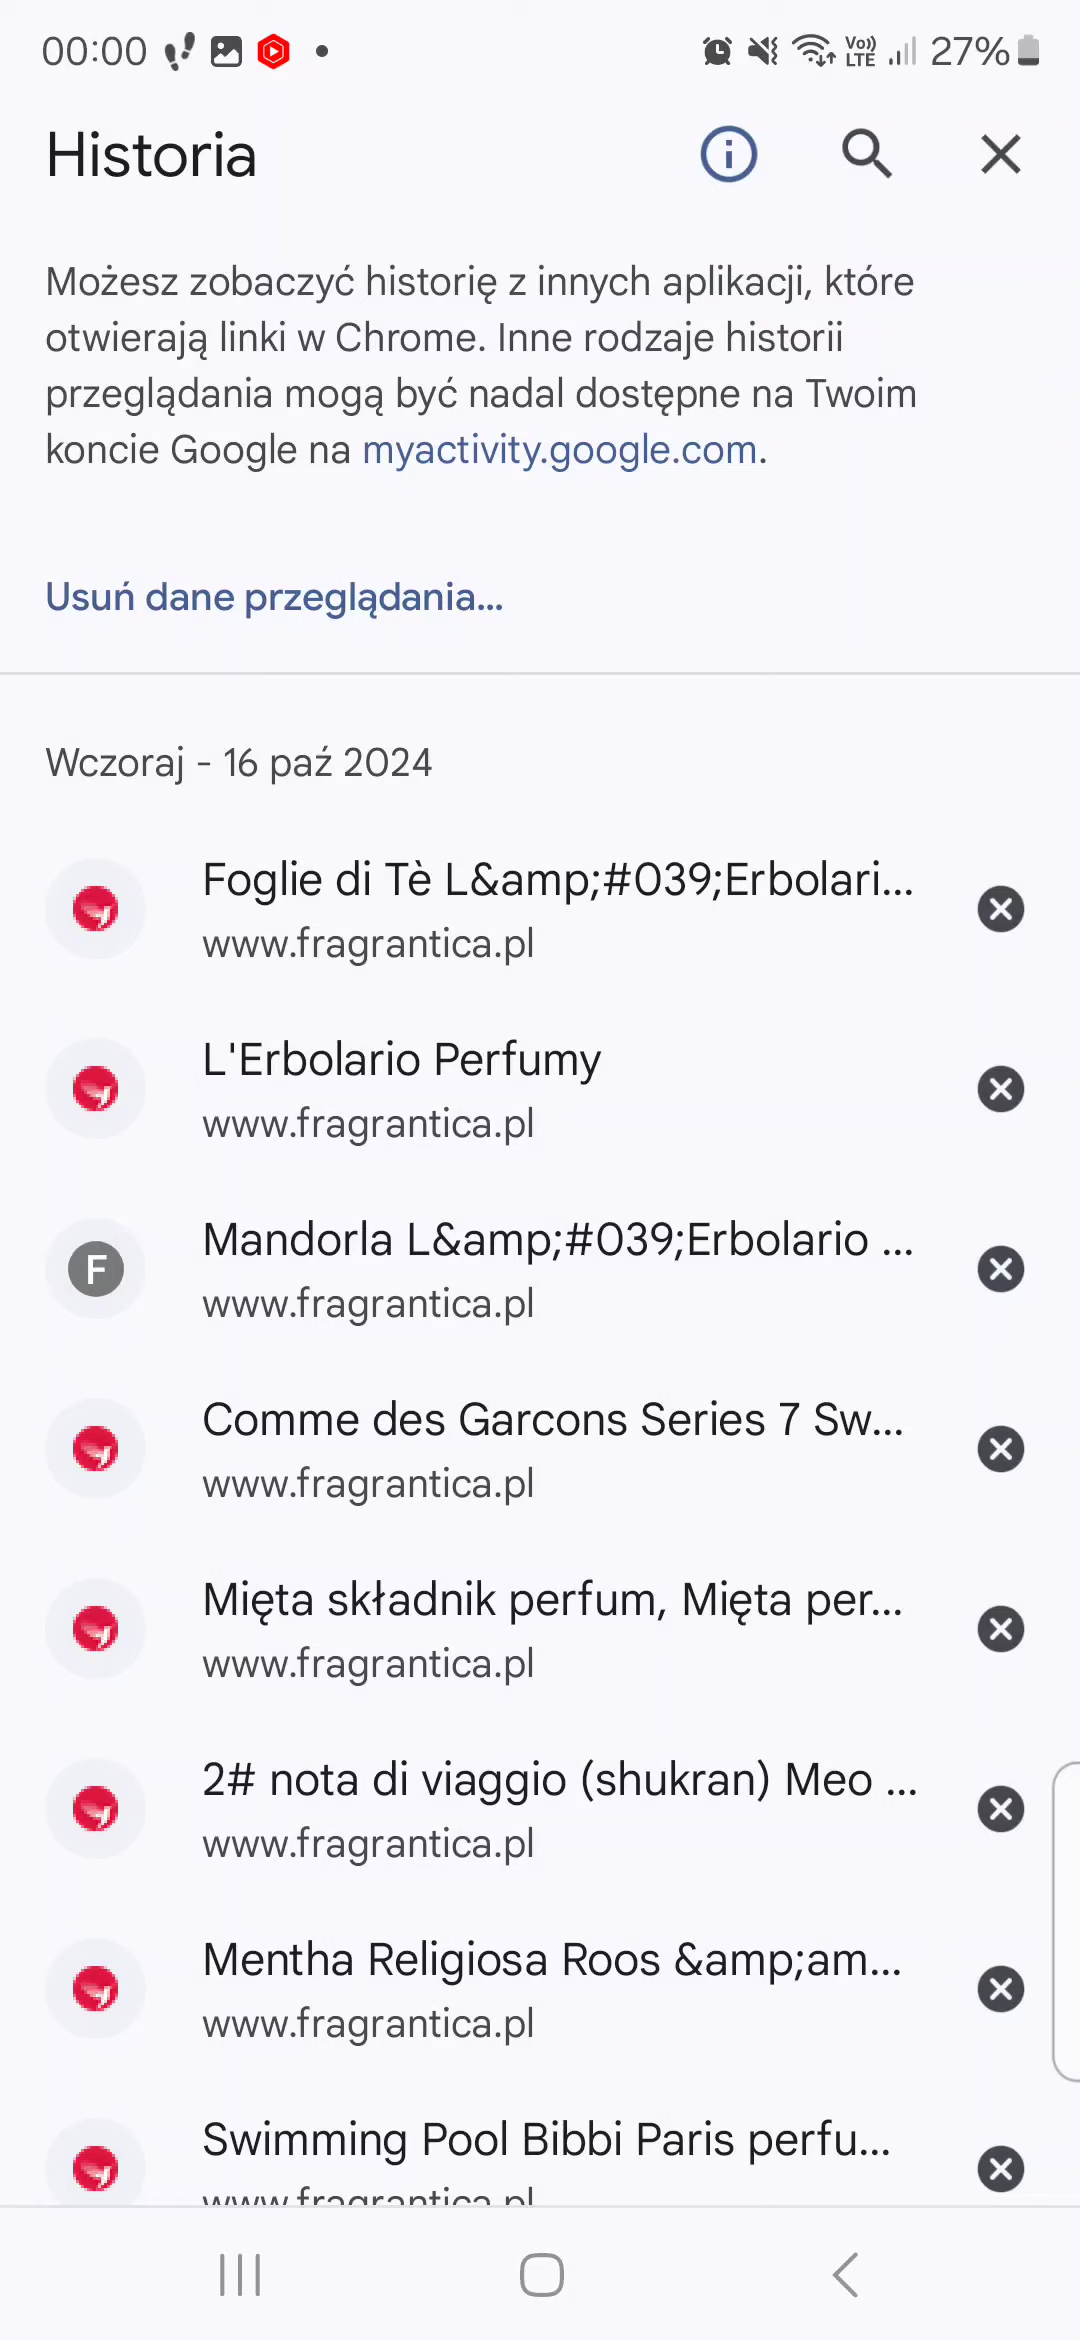 00:00
Vo)) LTE 27%
Historia
Możesz zobaczyć historię z innych aplikacji, które
otwierają linki w Chrome. Inne rodzaje historii
przeglądania mogą być nadal dostępne na Twoim
koncie Google na myactivity.google.com.
Usuń dane przeglądania...
Wczoraj - 16 paź 2024
Foglie di Tè L&amp;#039;Erbolari...
www.fragrantica.pl
L'Erbolario Perfumy
www.fragrantica.pl
F
Mandorla L&amp;#039;Erbolario ...
www.fragrantica.pl
Comme des Garcons Series 7 Sw...
www.fragrantica.pl
Mięta składnik perfum, Mięta per...
www.fragrantica.pl
2# nota di viaggio (shukran) Meo ...
www.fragrantica.pl
Mentha Religiosa Roos &amp;am...
www.fragrantica.pl
Swimming Pool Bibbi Paris perfu...
www.fragrantica.pl